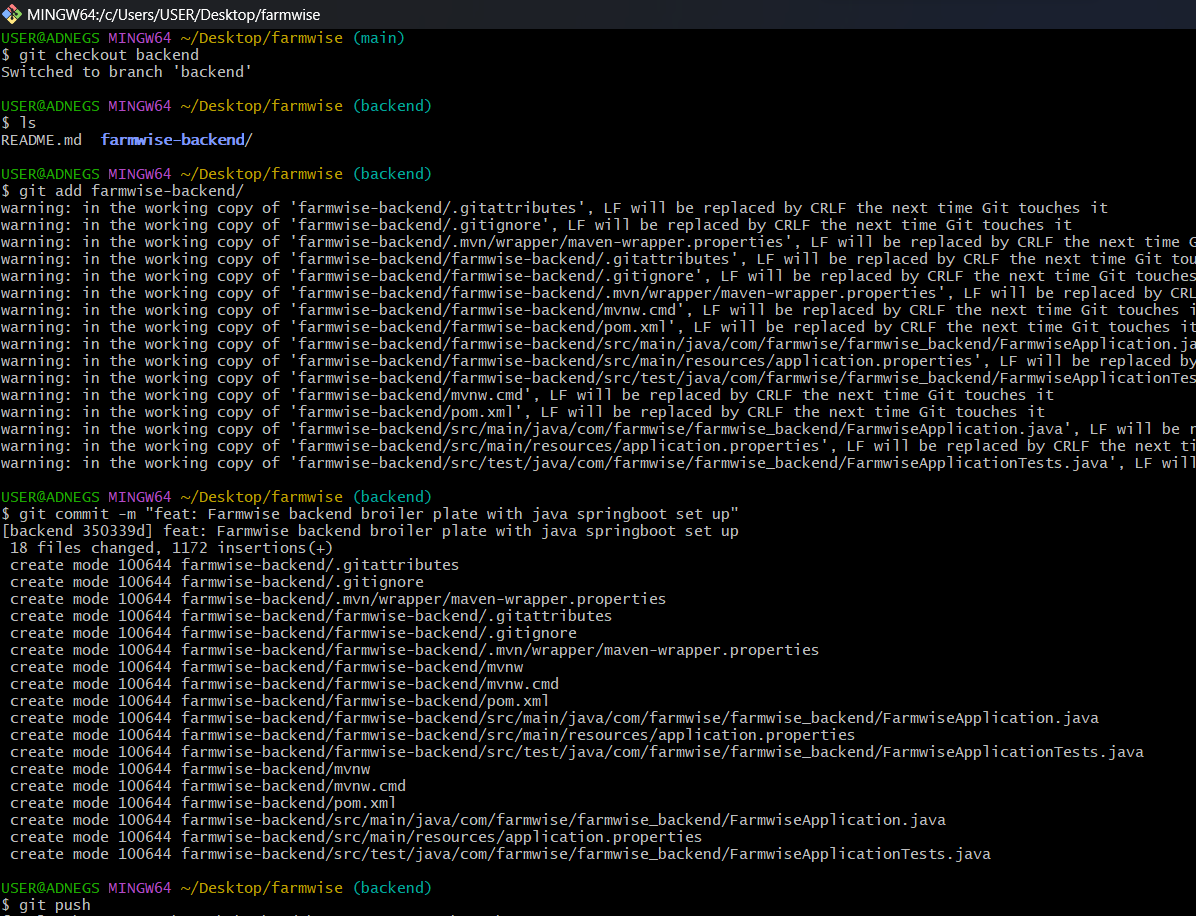 MINGW64:/c/Users/USER/Desktop/farmwise
USER@ADNEGS MINGW64 ~/Desktop/farmwise (main)
$ git checkout backend
Switched to branch 'backend'
USER@ADNEGS MINGW64 ~/Desktop/farmwise (backend)
$ ls
README.md farmwise-backend/
USER@ADNEGS MINGW64 ~/Desktop/farmwise (backend)
$ git add farmwise-backend/
warning: in the working copy of 'farmwise-backend/.gitattributes', LF will be replaced by CRLF the next time Git touches it
warning: in the working copy of 'farmwise-backend/.gitignore', LF will be replaced by CRLF the next time Git touches it
warning: in the working copy of 'farmwise-backend/.mvn/wrapper/maven-wrapper.properties', LF will be replaced by CRLF the next time G
warning: in the working copy of 'farmwise-backend/farmwise-backend/.gitattributes', LF will be replaced by CRLF the next time Git tou
warning: in the working copy of 'farmwise-backend/farmwise-backend/.gitignore', LF will be replaced by CRLF the next time Git touches
warning: in the working copy of 'farmwise-backend/farmwise-backend/.mvn/wrapper/maven-wrapper.properties', LF will be replaced by CRL
warning: in the working copy of 'farmwise-backend/farmwise-backend/mvnw.cmd', LF will be replaced by CRLF the next time Git touches i
warning: in the working copy of 'farmwise-backend/farmwise-backend/pom.xml', LF will be replaced by CRLF the next time Git touches it
warning: in the working copy of 'farmwise-backend/farmwise-backend/src/main/java/com/farmwise/farmwise_backend/FarmwiseApplication.ja
warning: in the working copy of 'farmwise-backend/farmwise-backend/src/main/resources/application.properties', LF will be replaced by
warning: in the working copy of 'farmwise-backend/farmwise-backend/src/test/java/com/farmwise/farmwise_backend/FarmwiseApplicationTes
warning: in the working copy of 'farmwise-backend/mvnw.cmd', LF will be replaced by CRLF the next time Git touches it
warning: in the working copy of 'farmwise-backend/pom.xml', LF will be replaced by CRLF the next time Git touches it
warning: in the working copy of 'farmwise-backend/src/main/java/com/farmwise/farmwise_backend/FarmwiseApplication.java', LF will be r
warning: in the working copy of 'farmwise-backend/src/main/resources/application.properties', LF will be replaced by CRLF the next ti
warning: in the working copy of 'farmwise-backend/src/test/java/com/farmwise/farmwise_backend/FarmwiseApplicationTests.java', LF will
USER@ADNEGS MINGW64 ~/Desktop/farmwise (backend)
$ git commit -m "feat: Farmwise backend broiler plate with java springboot set up"
[backend 350339d] feat: Farmwise backend broiler plate with java springboot set up
18 files changed, 1172 insertions(+)
create mode 100644 farmwise-backend/.gitattributes
create mode 100644 farmwise-backend/.gitignore
create mode 100644 farmwise-backend/.mvn/wrapper/maven-wrapper.properties
create mode 100644 farmwise-backend/farmwise-backend/.gitattributes
create mode 100644 farmwise-backend/farmwise-backend/.gitignore
create mode 100644 farmwise-backend/farmwise-backend/.mvn/wrapper/maven-wrapper.properties
create mode 100644 farmwise-backend/farmwise-backend/mvnw
create mode 100644 farmwise-backend/farmwise-backend/mvnw.cmd
create mode 100644 farmwise-backend/farmwise-backend/pom.xml
create mode 100644 farmwise-backend/farmwise-backend/src/main/java/com/farmwise/farmwise_backend/FarmwiseApplication.java
create mode 100644 farmwise-backend/farmwise-backend/src/main/resources/application.properties
create mode 100644 farmwise-backend/farmwise-backend/src/test/java/com/farmwise/farmwise_backend/FarmwiseApplicationTests.java
create mode 100644 farmwise-backend/mvnw
create mode 100644 farmwise-backend/mvnw.cmd
create mode 100644 farmwise-backend/pom.xml
create mode 100644 farmwise-backend/src/main/java/com/farmwise/farmwise_backend/FarmwiseApplication.java
create mode 100644 farmwise-backend/src/main/resources/application.properties
create mode 100644 farmwise-backend/src/test/java/com/farmwise/farmwise_backend/FarmwiseApplicationTests.java
USER@ADNEGS MINGW64 ~/Desktop/farmwise (backend)
$ git push